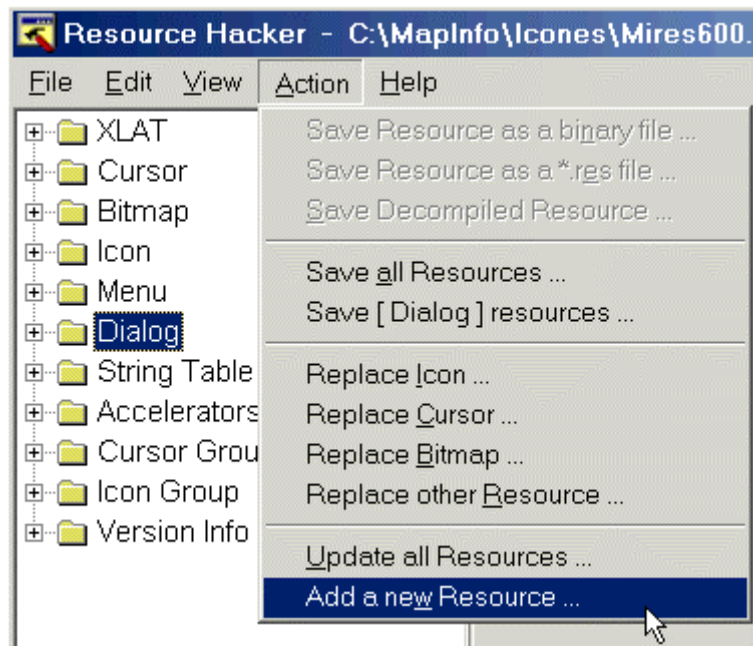 Resource Hacker - C:\MapInfo\Icones\Mires600.
File Edit View Action Help
XLAT
Cursor
Bitmap
Icon
Menu
Dialog
String Table
Accelerators
Cursor Grou
Icon Group
Version Info
Save Resource as a binary file ...
Save Resource as a *.res file ...
Save Decompiled Resource ...
Save all Resources ...
Save [ Dialog ] resources ...
Replace Icon ...
Replace Cursor ...
Replace Bitmap ...
Replace other Resource ...
Update all Resources ...
Add a new Resource ...